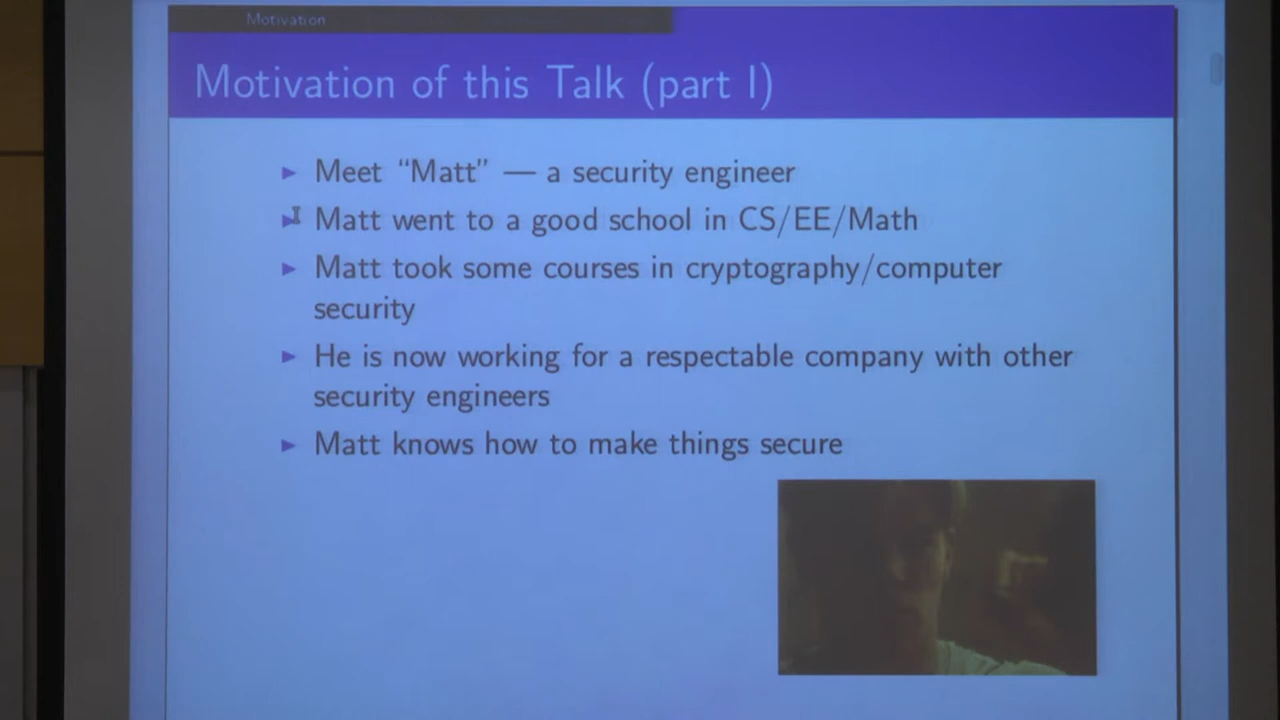 Motivation
Motivation of this Talk (part I)
Meet “Matt” — a security engineer
Matt went to a good school in CS/EE/Math
Matt took some courses in cryptography/computer
security
He is now working for a respectable company with other
security engineers
Matt knows how to make things secure